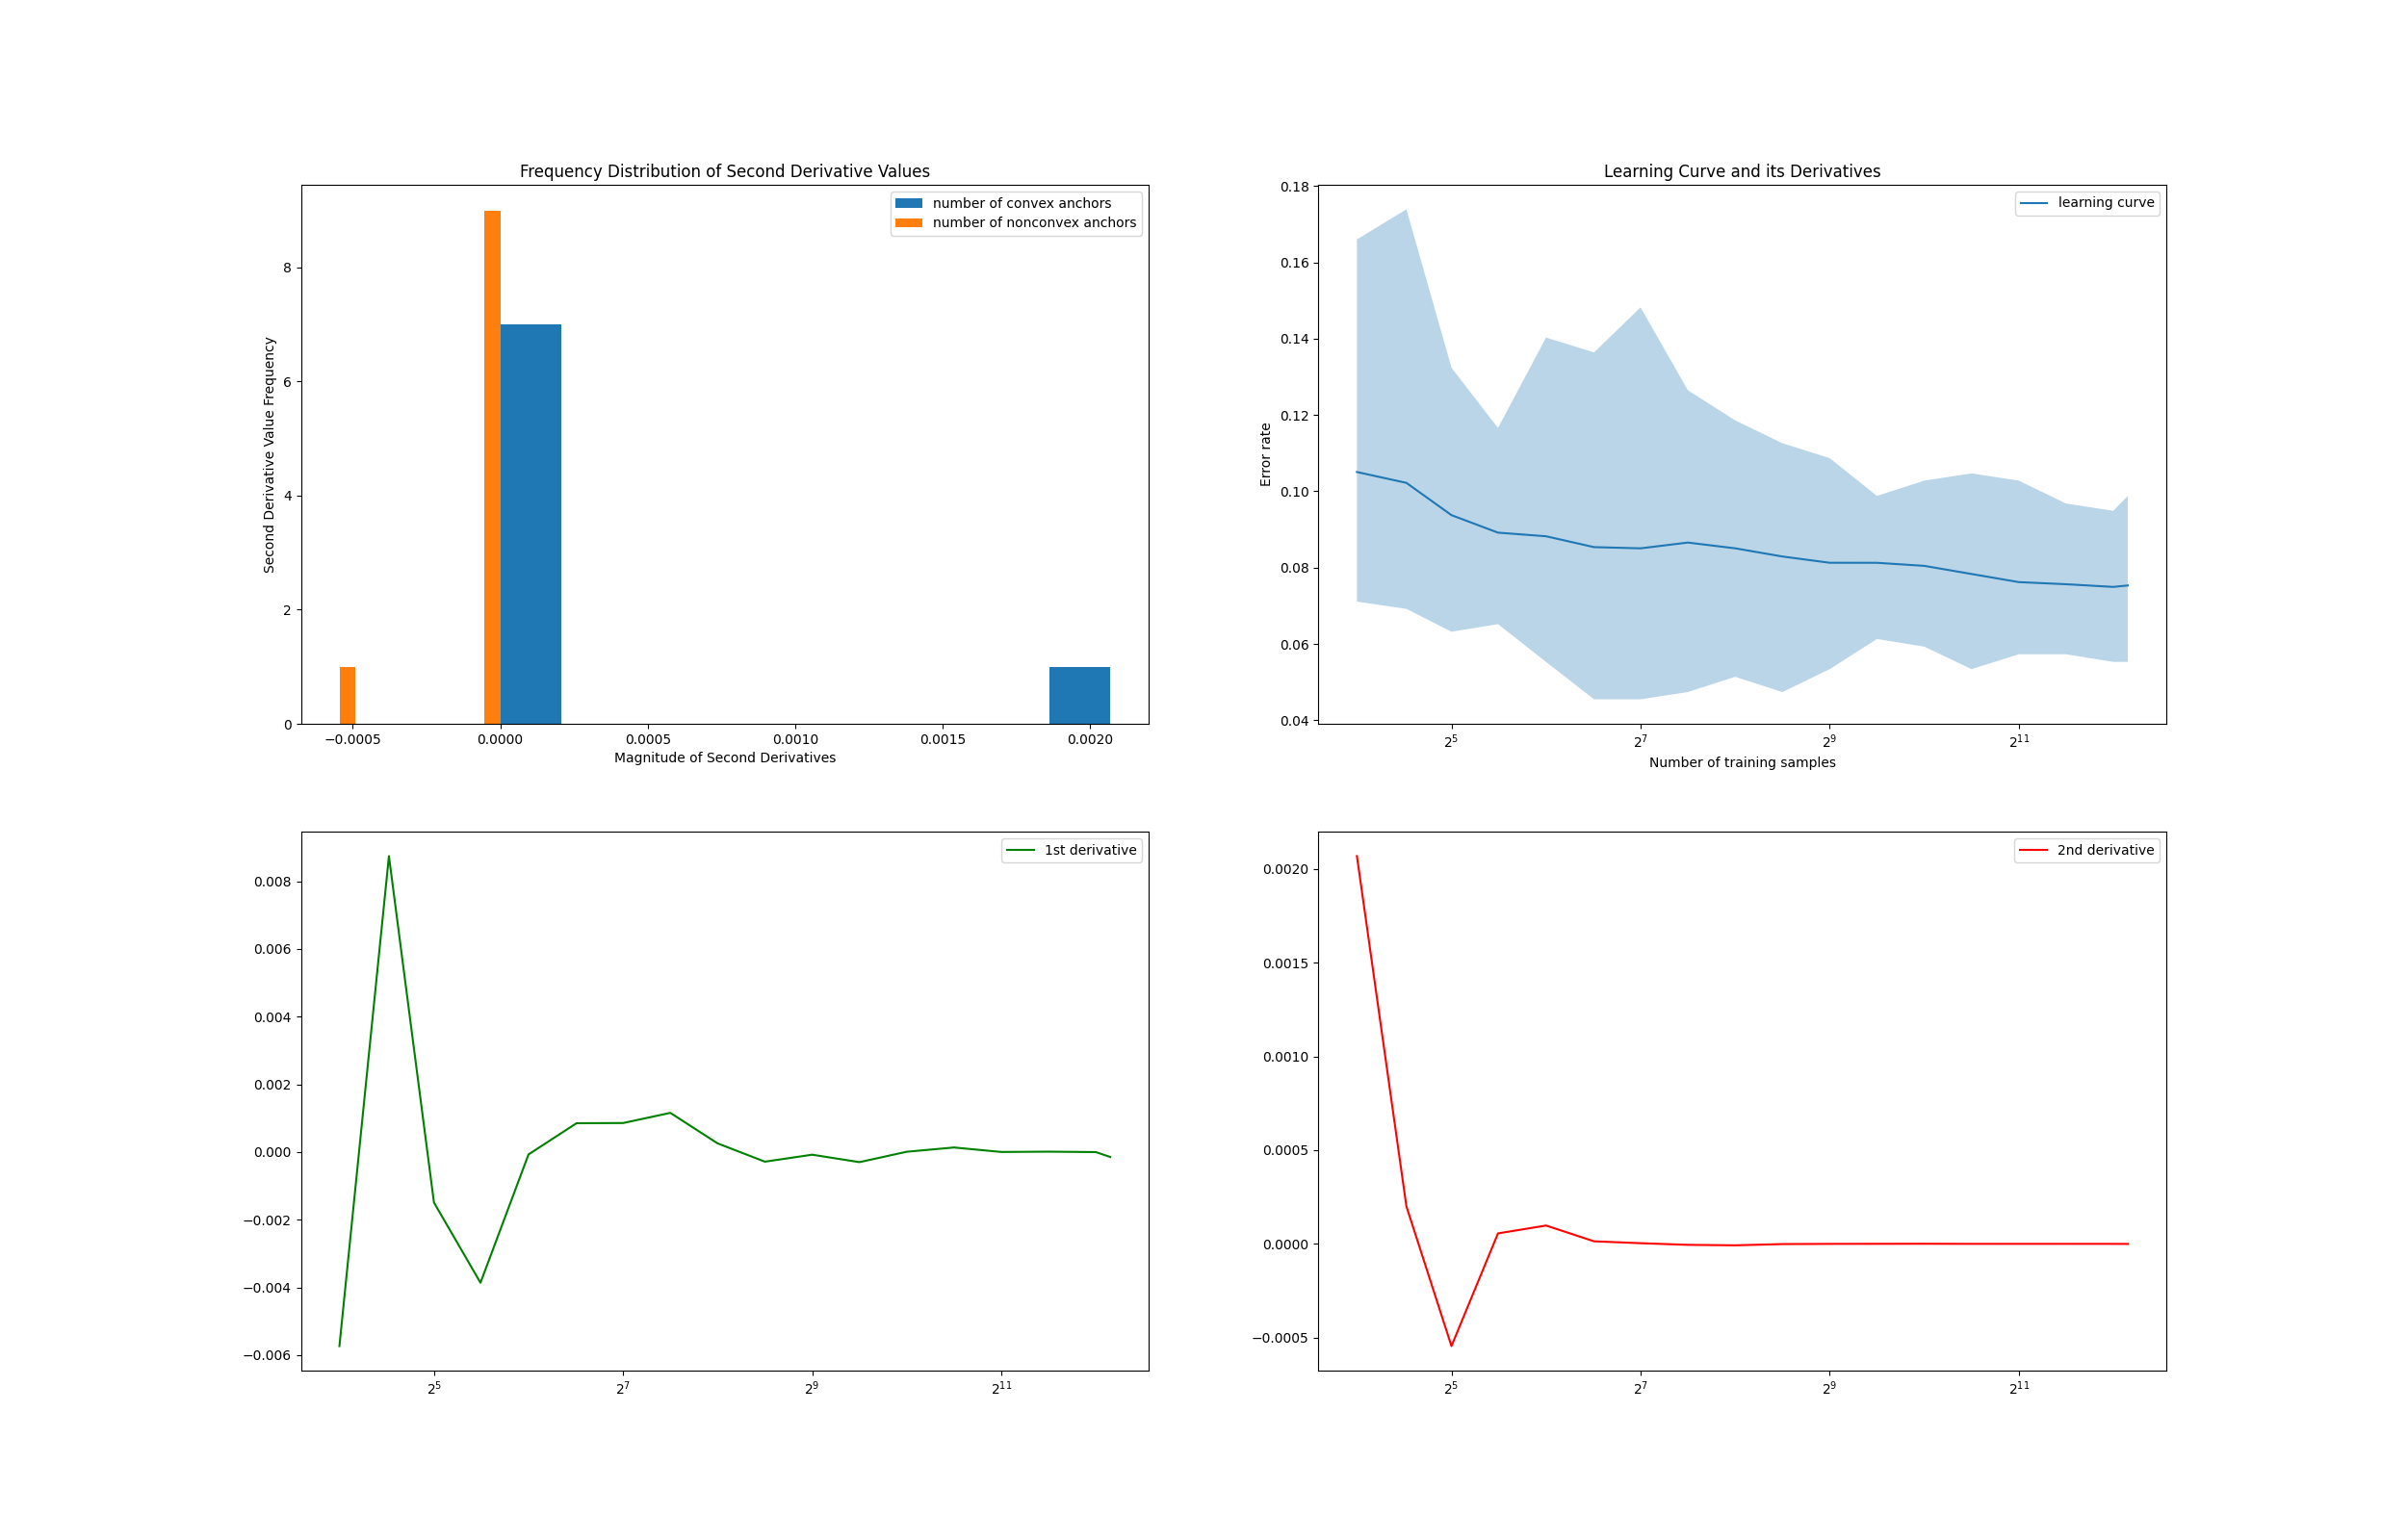 Frequency Distribution of Second Derivative Values
number of convex anchors
number of nonconvex anchors
8
6
4
2
0
Second Derivative Value Frequency
−0.0005 0.0000 0.0005 0.0010 0.0015 0.0020
Magnitude of Second Derivatives
Learning Curve and its Derivatives
learning curve
0.18
0.16
0.14
0.12
0.10
0.08
0.06
0.04
Error rate
2^5 2^7 2^9 2^11
Number of training samples
1st derivative
0.008
0.006
0.004
0.002
0.000
−0.002
−0.004
−0.006
2^5 2^7 2^9 2^11
2nd derivative
0.0020
0.0015
0.0010
0.0005
0.0000
−0.0005
2^5 2^7 2^9 2^11